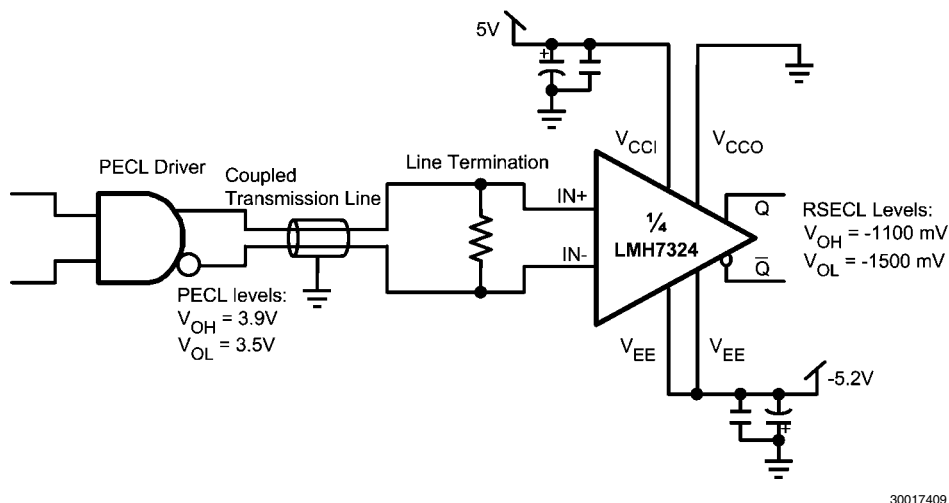 5V
+
V_CCI
V_CCO
PECL Driver
Coupled
Transmission Line
Line Termination
IN+
IN-
¼
LMH7324
Q
Q̅
RSECL Levels:
V_OH = -1100 mV
V_OL = -1500 mV
PECL levels:
V_OH = 3.9V
V_OL = 3.5V
V_EE
V_EE
-5.2V
+
30017409